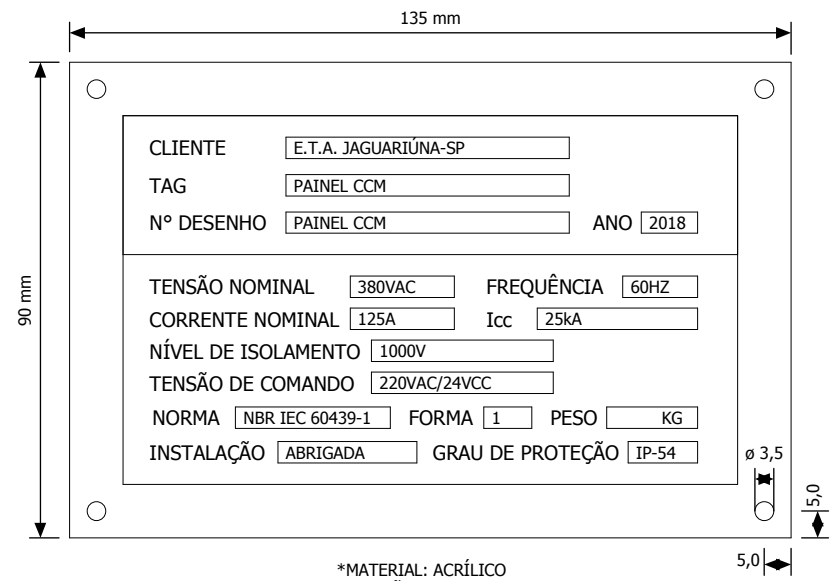 135 mm
90 mm
CLIENTE E.T.A. JAGUARIÚNA-SP
TAG PAINEL CCM
N° DESENHO PAINEL CCM ANO 2018
TENSÃO NOMINAL 380VAC FREQUÊNCIA 60HZ
CORRENTE NOMINAL 125A Icc 25kA
NÍVEL DE ISOLAMENTO 1000V
TENSÃO DE COMANDO 220VAC/24VCC
NORMA NBR IEC 60439-1 FORMA 1 PESO KG
INSTALAÇÃO ABRIGADA GRAU DE PROTEÇÃO IP-54
ø 3,5
5,0
5,0
*MATERIAL: ACRÍLICO